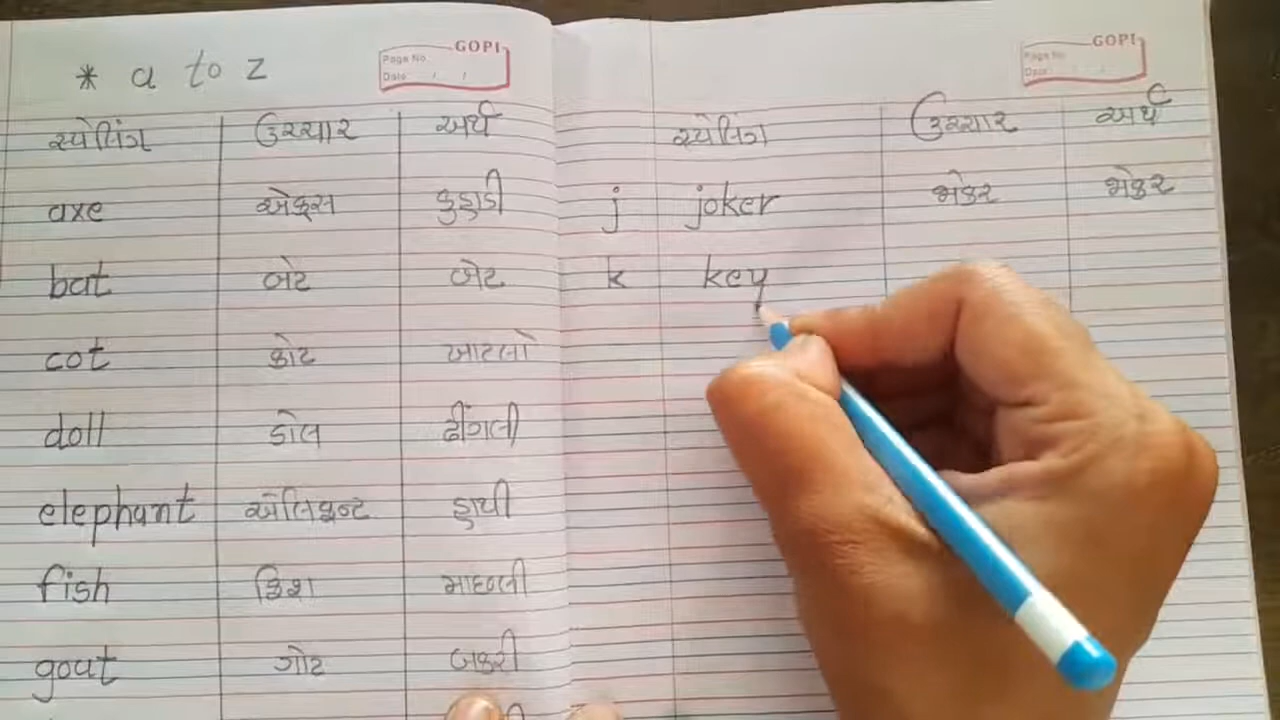 * a to z
GOPI
Page No.
Date / /
સ્પેલિંગ ઉચ્ચાર અર્થ
axe એક્સ કુહાડી
bat બેટ બેટ
cot કોટ ખાટલો
doll ડોલ ઢીંગલી
elephant એલિફન્ટ હાથી
fish ફિશ માછલી
goat ગોટ બકરી
GOPI
Page No.
Date / /
સ્પેલિંગ ઉચ્ચાર અર્થ
j joker જોકર જોકર
k key